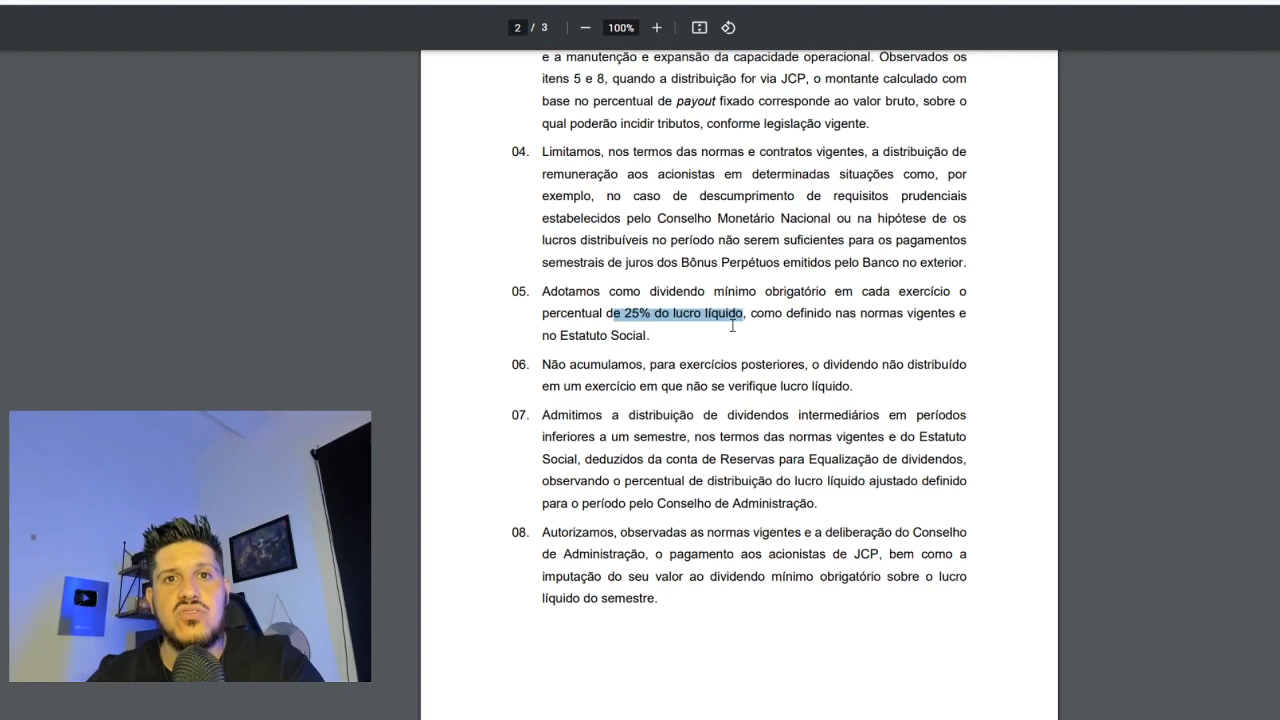 2 / 3
100%
e a manutenção e expansão da capacidade operacional. Observados os
itens 5 e 8, quando a distribuição for via JCP, o montante calculado com
base no percentual de payout fixado corresponde ao valor bruto, sobre o
qual poderão incidir tributos, conforme legislação vigente.
04. Limitamos, nos termos das normas e contratos vigentes, a distribuição de
remuneração aos acionistas em determinadas situações como, por
exemplo, no caso de descumprimento de requisitos prudenciais
estabelecidos pelo Conselho Monetário Nacional ou na hipótese de os
lucros distribuíveis no período não serem suficientes para os pagamentos
semestrais de juros dos Bônus Perpétuos emitidos pelo Banco no exterior.
05. Adotamos como dividendo mínimo obrigatório em cada exercício o
percentual de 25% do lucro líquido, como definido nas normas vigentes e
no Estatuto Social.
06. Não acumulamos, para exercícios posteriores, o dividendo não distribuído
em um exercício em que não se verifique lucro líquido.
07. Admitimos a distribuição de dividendos intermediários em períodos
inferiores a um semestre, nos termos das normas vigentes e do Estatuto
Social, deduzidos da conta de Reservas para Equalização de dividendos,
observando o percentual de distribuição do lucro líquido ajustado definido
para o período pelo Conselho de Administração.
08. Autorizamos, observadas as normas vigentes e a deliberação do Conselho
de Administração, o pagamento aos acionistas de JCP, bem como a
imputação do seu valor ao dividendo mínimo obrigatório sobre o lucro
líquido do semestre.